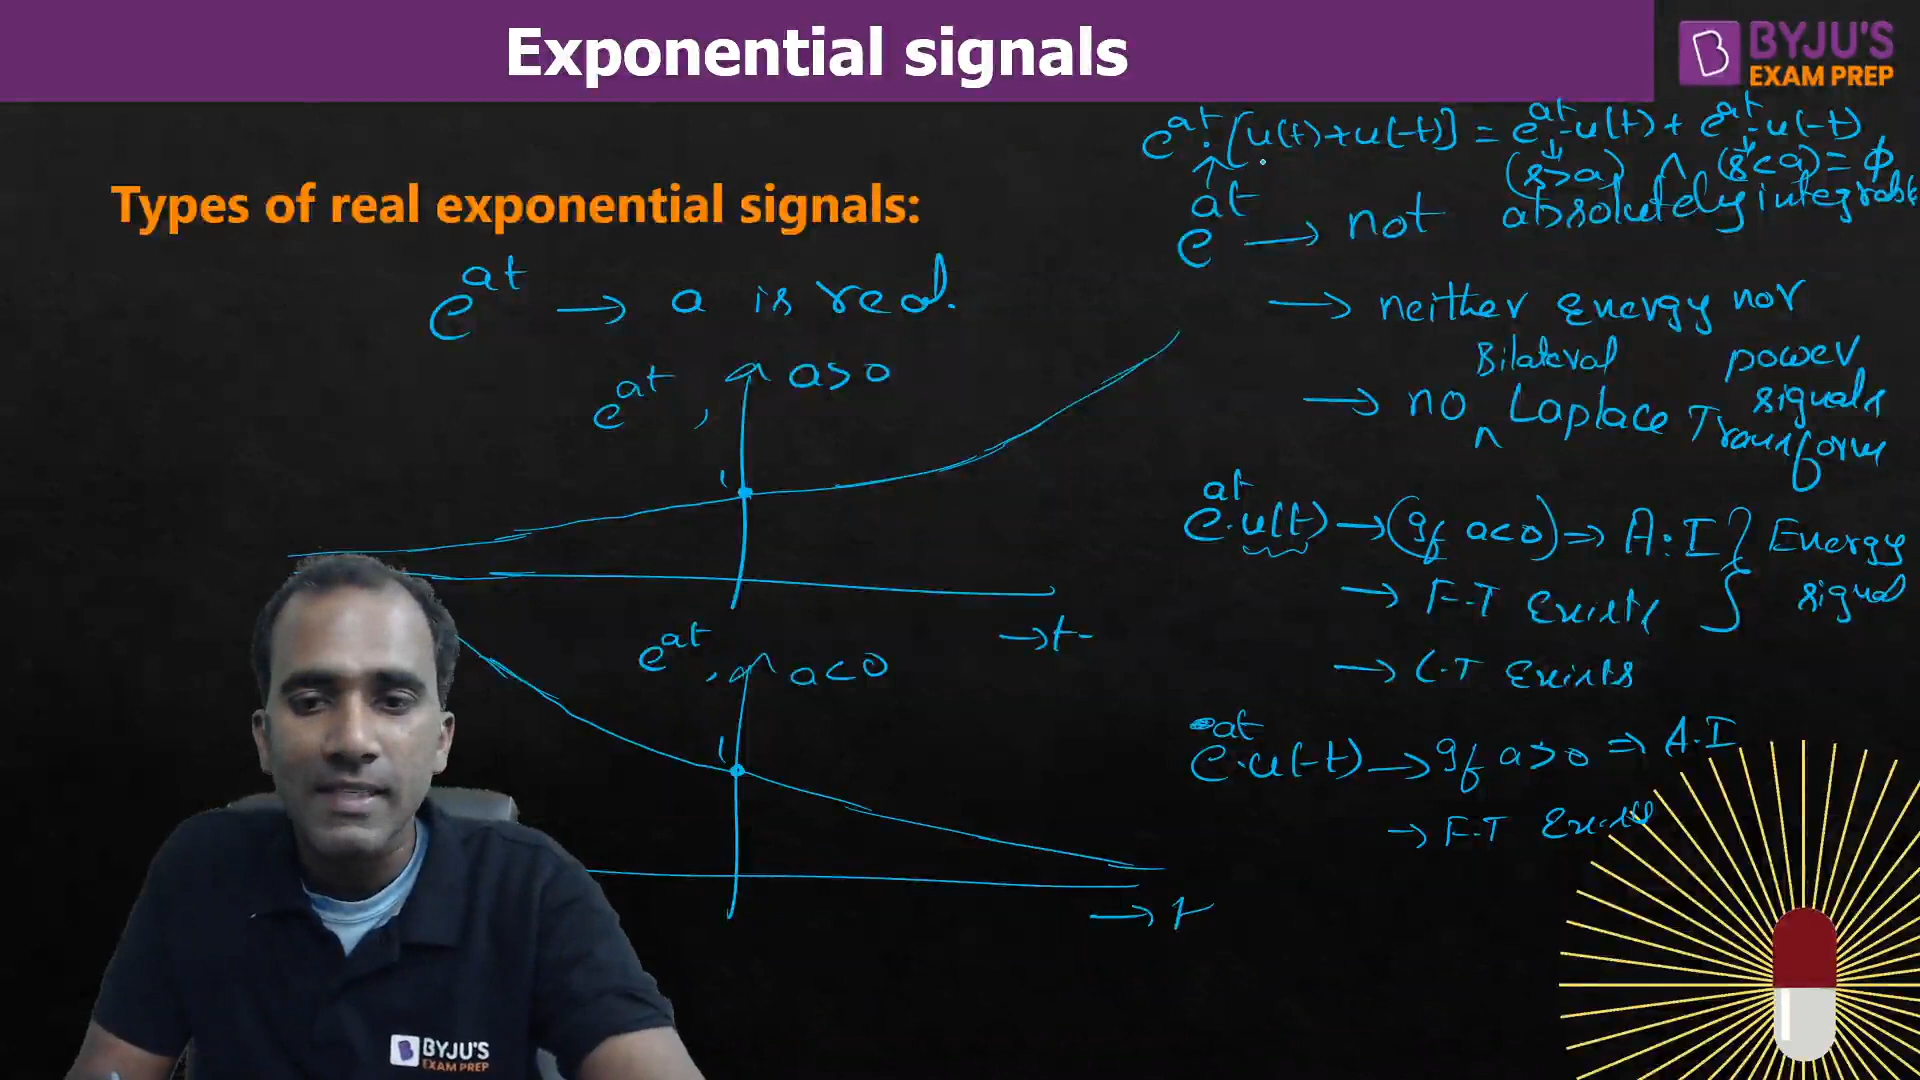 Exponential signals
BYJU'S
EXAM PREP
e^at.[u(t)+u(-t)] = e^at.u(t) + e^at.u(-t)
(s>a) ∧ (s<a) = ϕ
Types of real exponential signals:
e^at → a is real.
e^at → not absolutely integrable
→ neither energy nor power signals
→ no Bilateral Laplace Transform
e^at, a>0
1
→ t
e^at.u(t) → (If a<0) ⇒ A.I } Energy signal
→ F.T Exists
→ L.T Exists
e^at, a<0
1
→ t
e^at.u(-t) → If a>0 ⇒ A.I
→ F.T Exists
BYJU'S
EXAM PREP